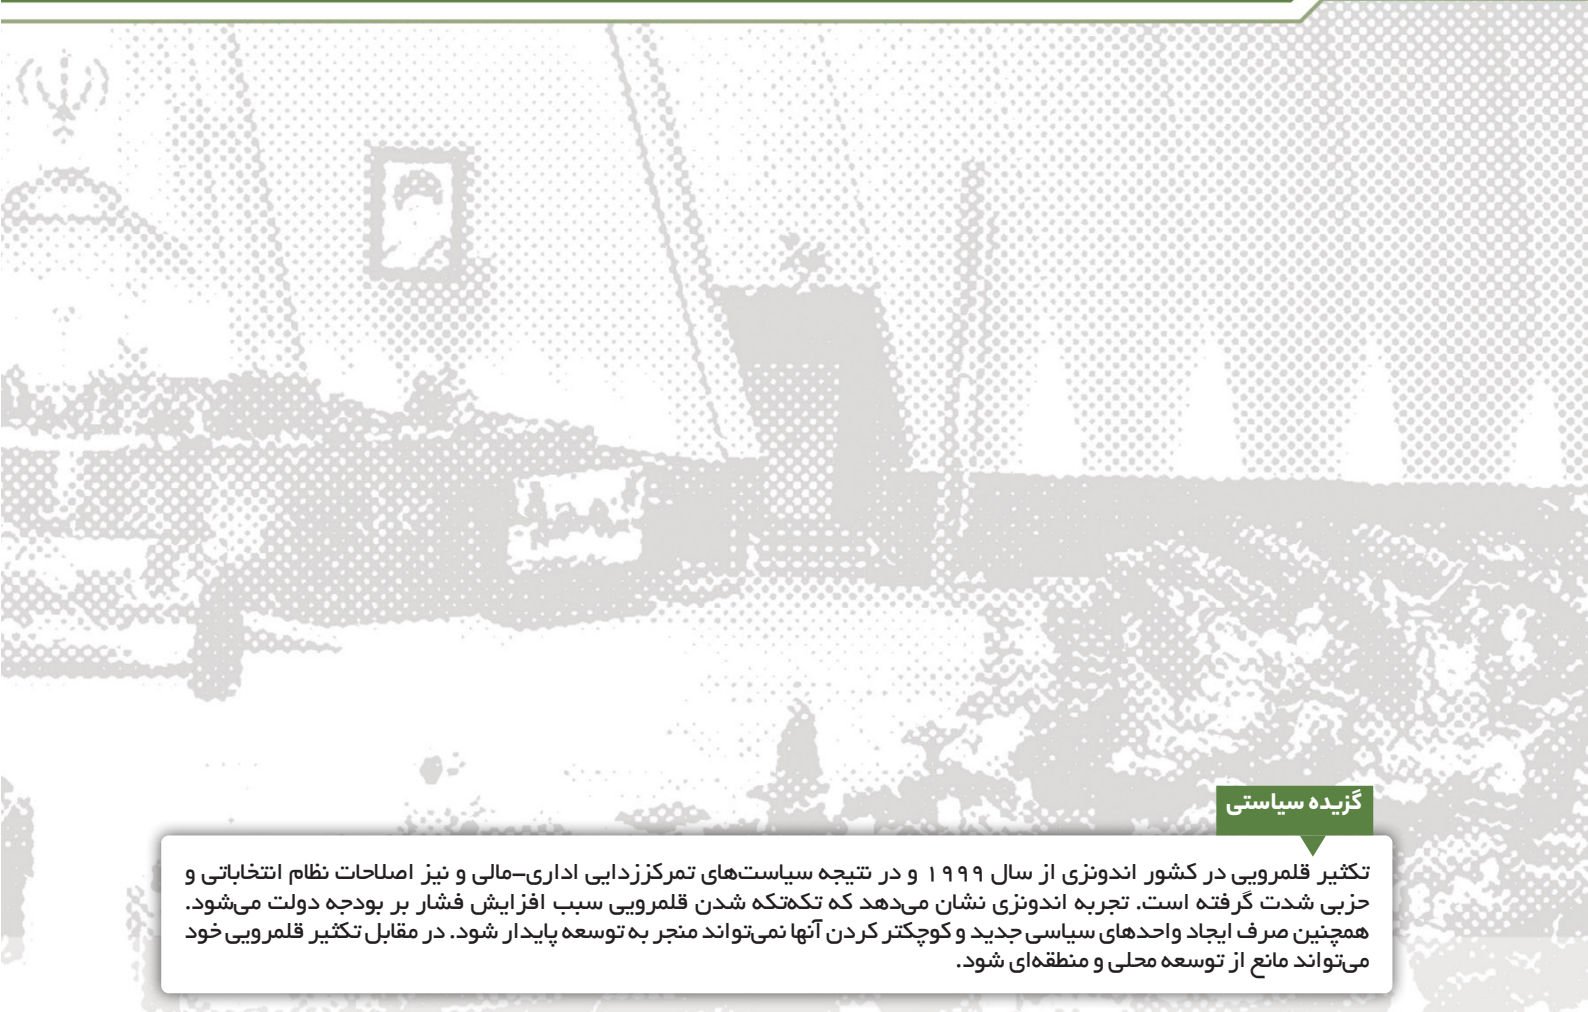 گزیده سیاستی
تکثیر قلمرویی در کشور اندونزی از سال ۱۹۹۹ و در نتیجه سیاست‌های تمرکززدایی اداری-مالی و نیز اصلاحات نظام انتخاباتی و
حزبی شدت گرفته است. تجربه اندونزی نشان می‌دهد که تکه‌تکه شدن قلمرویی سبب افزایش فشار بر بودجه دولت می‌شود.
همچنین صرف ایجاد واحدهای سیاسی جدید و کوچکتر کردن آنها نمی‌تواند منجر به توسعه پایدار شود. در مقابل تکثیر قلمرویی خود
می‌تواند مانع از توسعه محلی و منطقه‌ای شود.